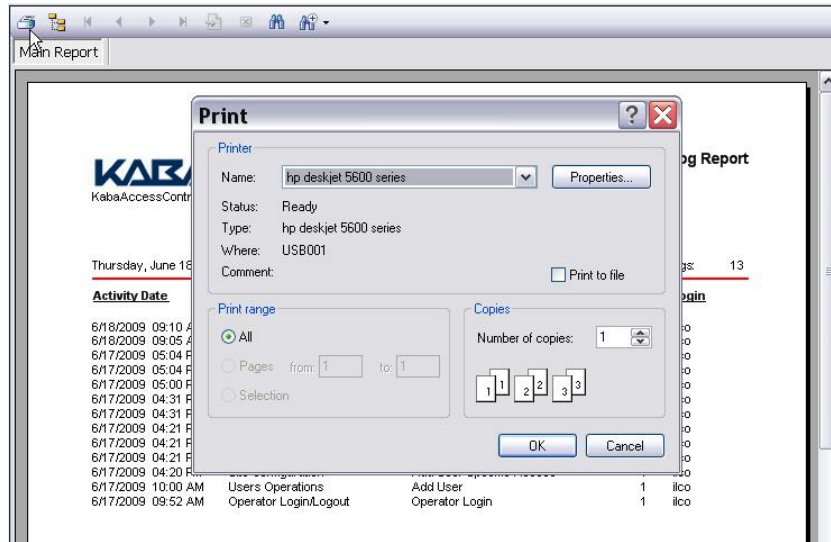 Main Report
Print
Printer
Name: hp deskjet 5600 series Properties...
Status: Ready
Type: hp deskjet 5600 series
Where: USB001
Comment: Print to file
Print range
All
Pages from: 1 to: 1
Selection
Copies
Number of copies: 1
1 1 2 2 3 3
OK Cancel
Report
KABA
Thursday, June 18 13
Activity Date
6/18/2009 09:10
6/18/2009 09:05
6/17/2009 05:04
6/17/2009 05:04
6/17/2009 05:00
6/17/2009 04:31
6/17/2009 04:31
6/17/2009 04:21
6/17/2009 04:21
6/17/2009 04:21
6/17/2009 04:20
6/17/2009 10:00 AM Users Operations Add User 1 ilco
6/17/2009 09:52 AM Operator Login/Logout Operator Login 1 ilco